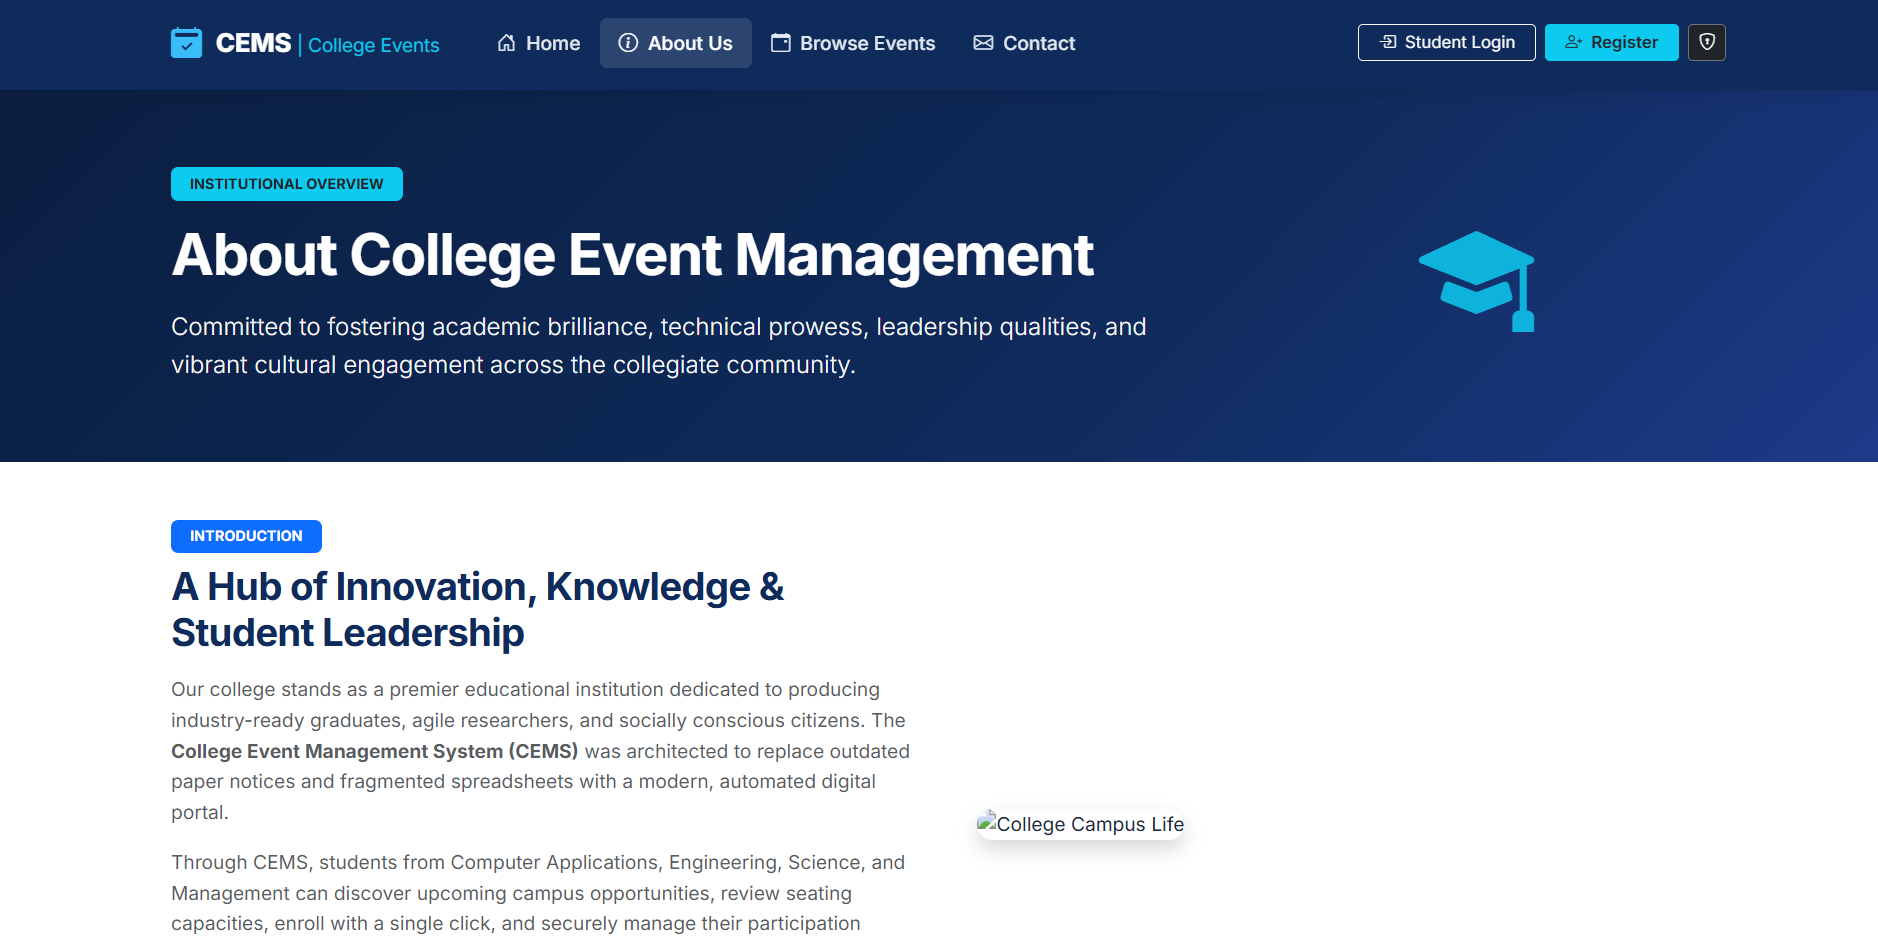 CEMS | College Events
Home
About Us
Browse Events
Contact
Student Login
Register
INSTITUTIONAL OVERVIEW
About College Event Management
Committed to fostering academic brilliance, technical prowess, leadership qualities, and
vibrant cultural engagement across the collegiate community.
INTRODUCTION
A Hub of Innovation, Knowledge &
Student Leadership
Our college stands as a premier educational institution dedicated to producing
industry-ready graduates, agile researchers, and socially conscious citizens. The
College Event Management System (CEMS) was architected to replace outdated
paper notices and fragmented spreadsheets with a modern, automated digital
portal.
Through CEMS, students from Computer Applications, Engineering, Science, and
Management can discover upcoming campus opportunities, review seating
capacities, enroll with a single click, and securely manage their participation
College Campus Life